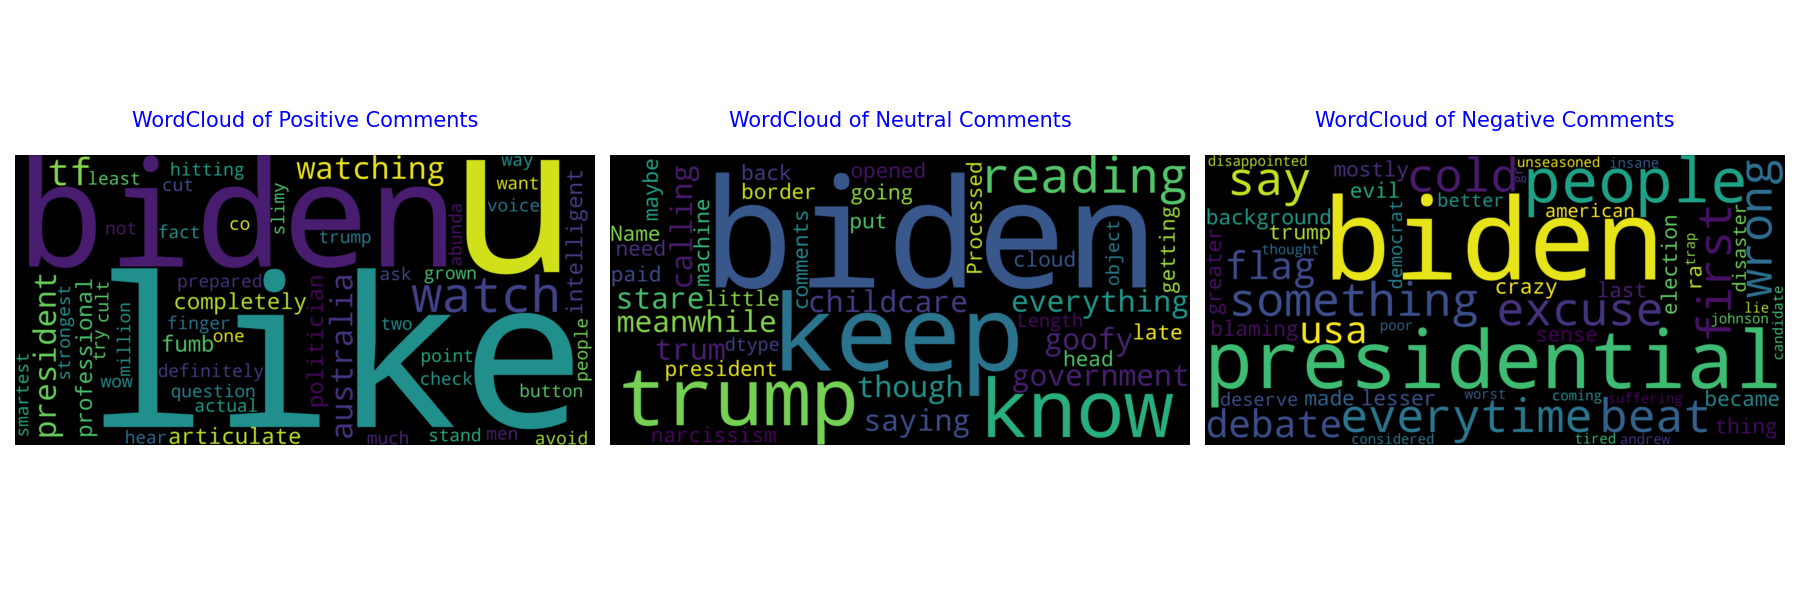 WordCloud of Positive Comments
biden
u
like
tf
least
hitting
cut
watching
way
want
voice
slimy
intelligent
not
fact
co
trump
abunda
president
strongest
professional
try cult
million
smartest
prepared
completely
finger
fumb
one
wow
definitely
question
actual
politician
australia
ask
grown
watch
two
point
check
people
button
hear
articulate
much
stand
men
avoid
WordCloud of Neutral Comments
biden
keep
trump
know
reading
maybe
calling
back
border
opened
going
put
Processed
Name
need
paid
machine
comments
cloud
object
getting
stare
little
childcare
everything
meanwhile
Length
trum
dtype
goofy
late
president
head
though
government
saying
narcissism
WordCloud of Negative Comments
biden
presidential
people
disappointed
say
mostly
evil
cold
better
unseasoned
insane
gr
wrong
background
trump
american
democrat
thought
greater
flag
something
crazy
excuse
last
election
rat
rap
first
disaster
lie
johnson
candidate
blaming
usa
poor
sense
deserve
made
lesser
worst
coming
suffering
became
debate
everytime
beat
thing
considered
tired
andrew